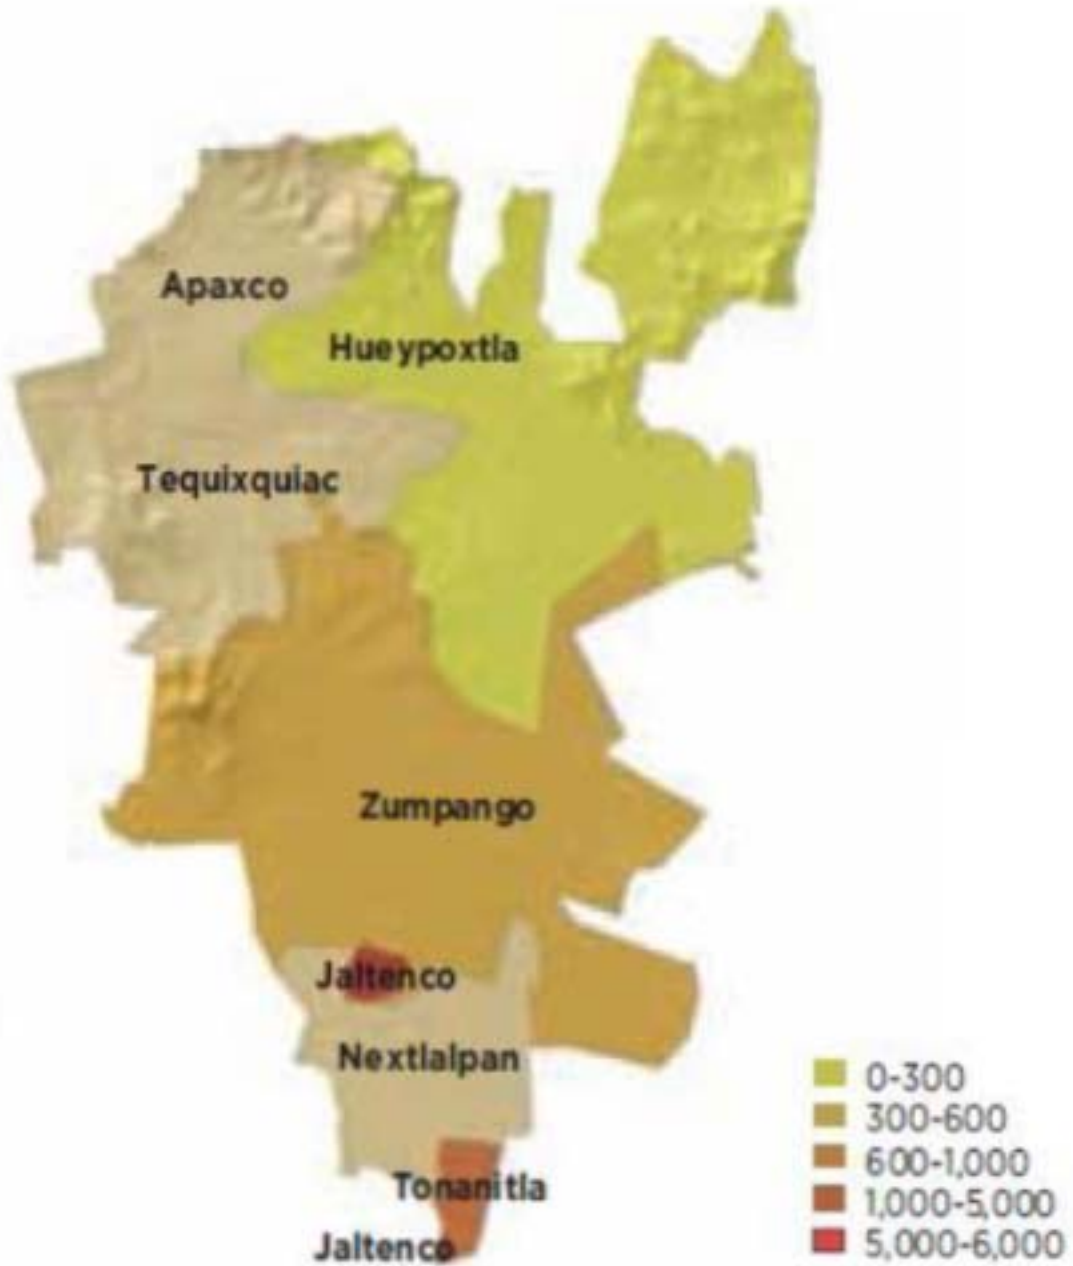 Apaxco
Hueypoxtla
Tequixquiac
Zumpango
Jaltenco
Nextlalpan
Tonanitla
Jaltenco
0-300
300-600
600-1,000
1,000-5,000
5,000-6,000